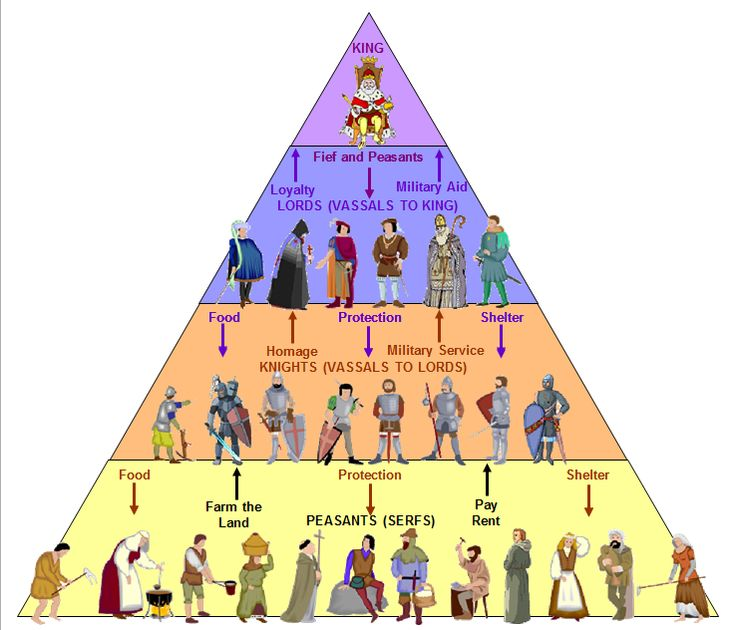 KING
Fief and Peasants
Loyalty
Military Aid
LORDS (VASSALS TO KING)
Food
Protection
Shelter
Homage
Military Service
KNIGHTS (VASSALS TO LORDS)
Food
Protection
Shelter
Farm the
Land
Pay
Rent
PEASANTS (SERFS)